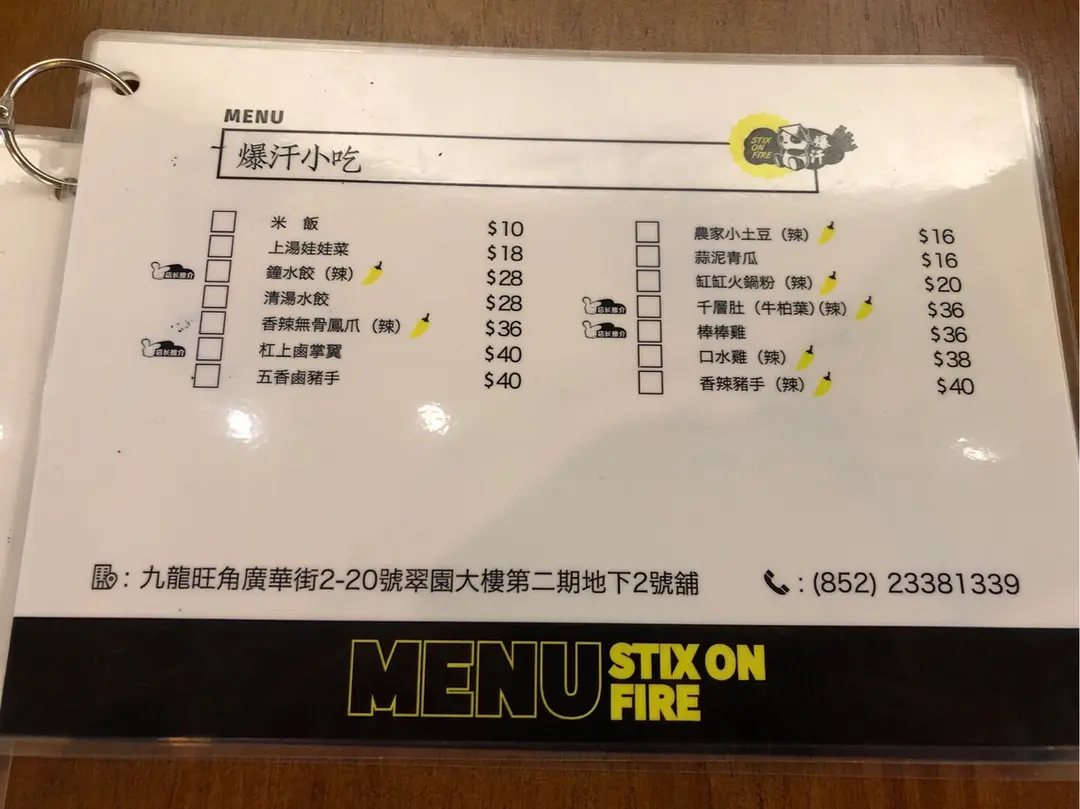 MENU
爆汗小吃
STIX ON FIRE 爆汗
米 飯 $10
上湯娃娃菜 $18
店长推介 鐘水餃（辣） $28
清湯水餃 $28
香辣無骨鳳爪（辣） $36
店长推介 杠上鹵掌翼 $40
五香鹵豬手 $40
農家小土豆（辣） $16
蒜泥青瓜 $16
缸缸火鍋粉（辣） $20
店长推介 千層肚（牛柏葉）（辣） $36
店长推介 棒棒雞 $36
口水雞（辣） $38
香辣豬手（辣） $40
: 九龍旺角廣華街2-20號翠園大樓第二期地下2號舖
: (852) 23381339
MENU STIX ON FIRE